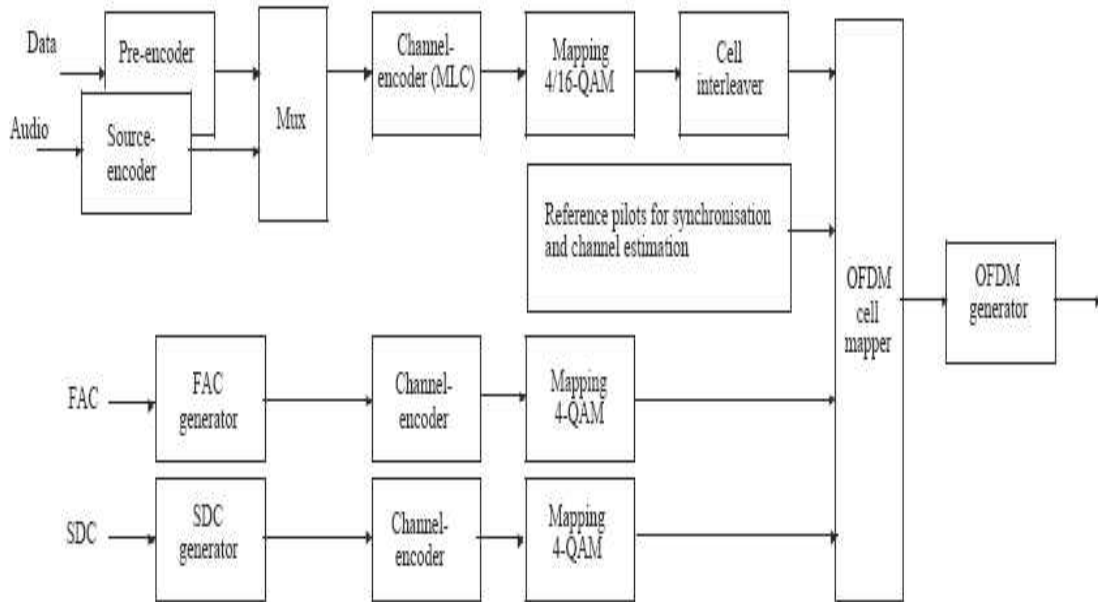 Data
Pre-encoder
Audio
Source-
encoder
Mux
Channel-
encoder (MLC)
Mapping
4/16-QAM
Cell
interleaver
Reference pilots for synchronisation
and channel estimation
OFDM
cell
mapper
OFDM
generator
FAC
FAC
generator
Channel-
encoder
Mapping
4-QAM
SDC
SDC
generator
Channel-
encoder
Mapping
4-QAM